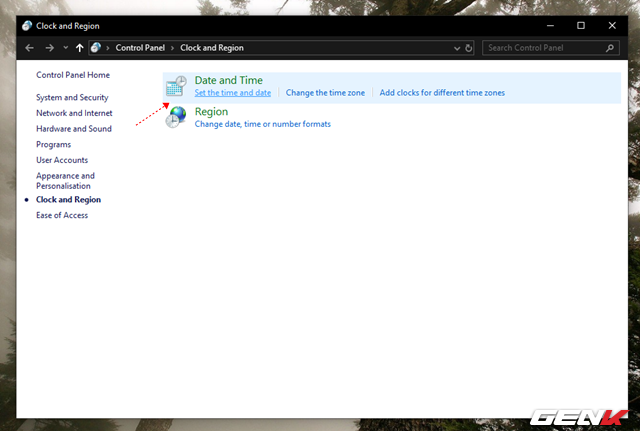 Clock and Region
Control Panel > Clock and Region
Search Control Panel
Control Panel Home
System and Security
Network and Internet
Hardware and Sound
Programs
User Accounts
Appearance and
Personalisation
Clock and Region
Ease of Access
Date and Time
Set the time and date | Change the time zone | Add clocks for different time zones
Region
Change date, time or number formats
GENK